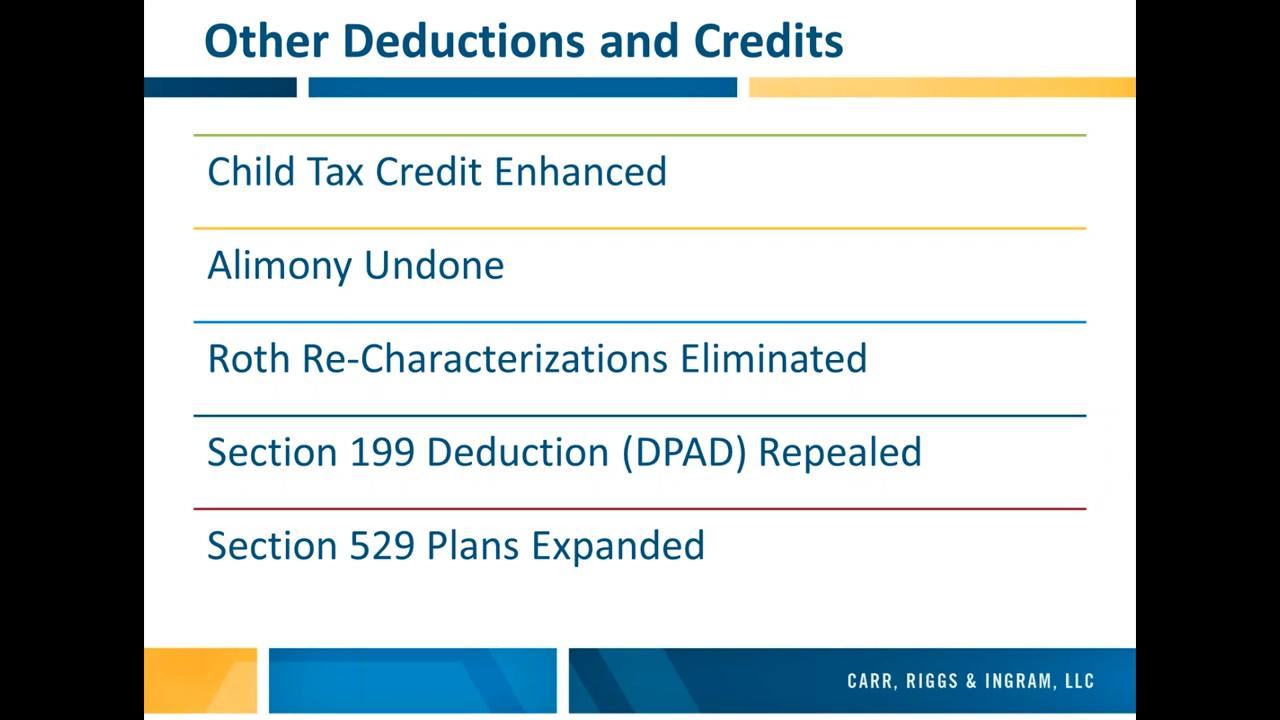 Other Deductions and Credits
Child Tax Credit Enhanced
Alimony Undone
Roth Re-Characterizations Eliminated
Section 199 Deduction (DPAD) Repealed
Section 529 Plans Expanded
CARR, RIGGS & INGRAM, LLC